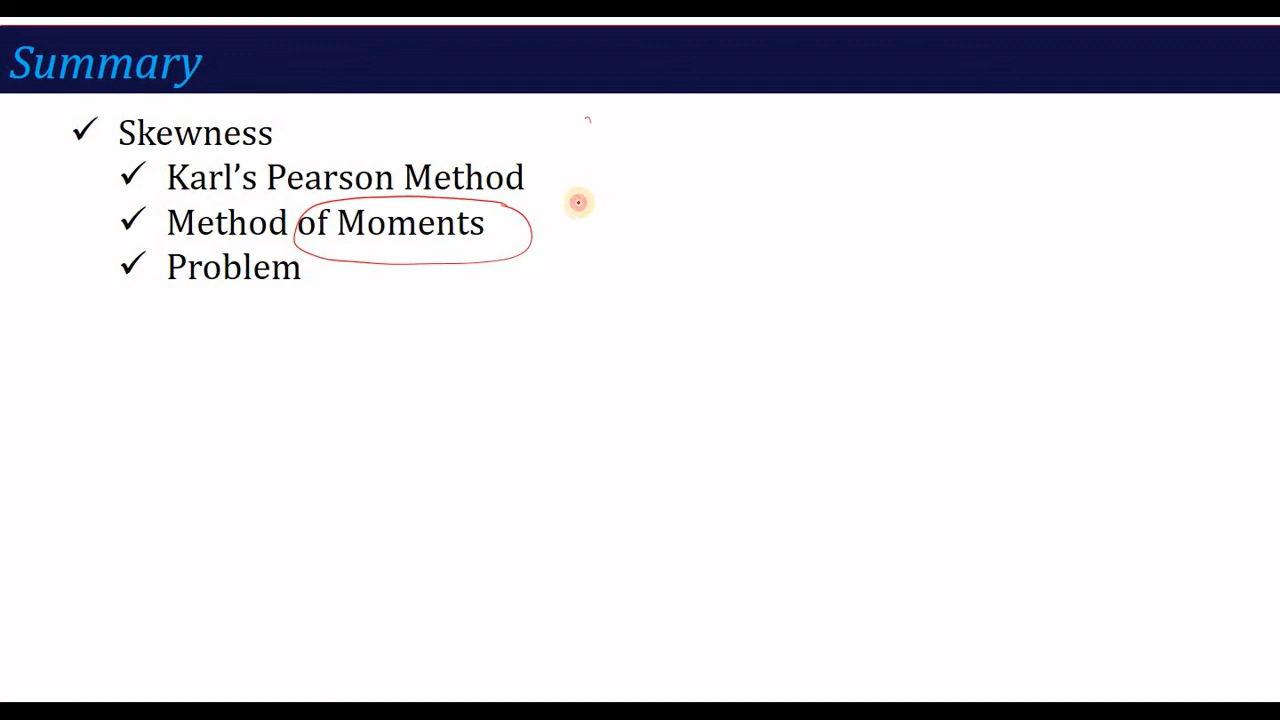 Summary
✓ Skewness
✓ Karl’s Pearson Method
✓ Method of Moments
✓ Problem